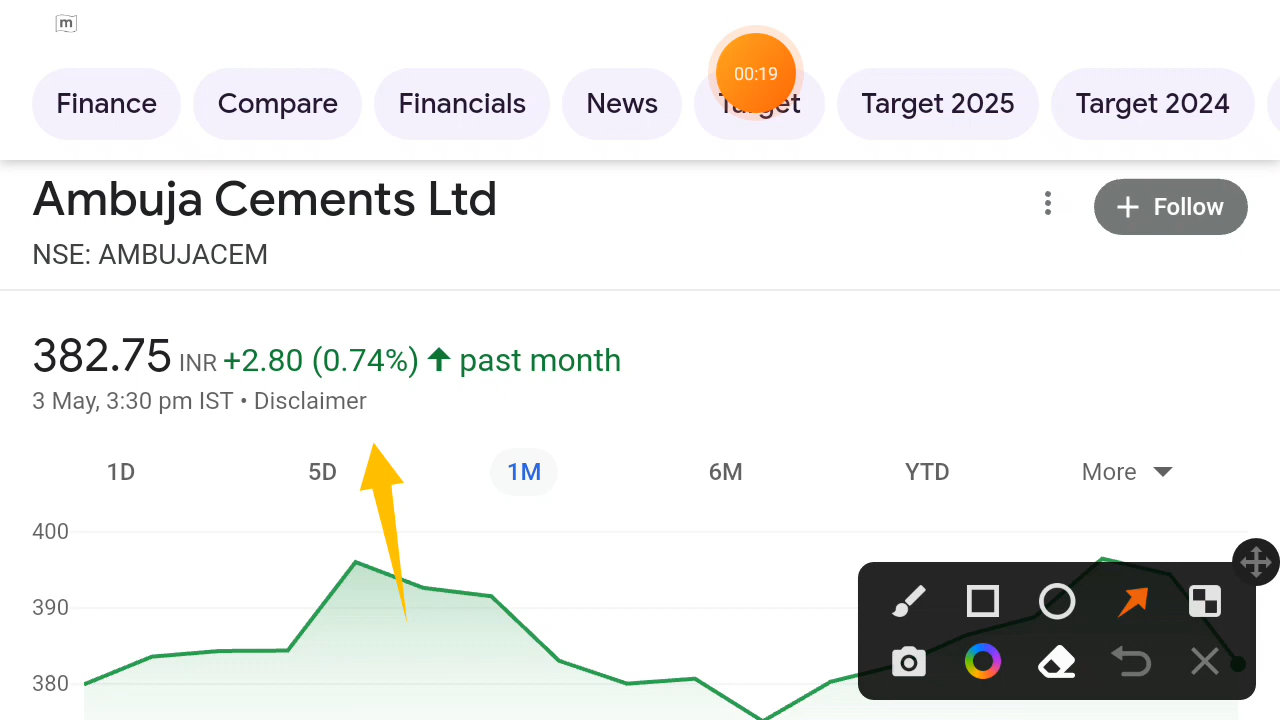 m
00:19
Finance Compare Financials News Target Target 2025 Target 2024
Ambuja Cements Ltd
+ Follow
NSE: AMBUJACEM
382.75 INR +2.80 (0.74%) ↑ past month
3 May, 3:30 pm IST • Disclaimer
1D 5D 1M 6M YTD More
400
390
380